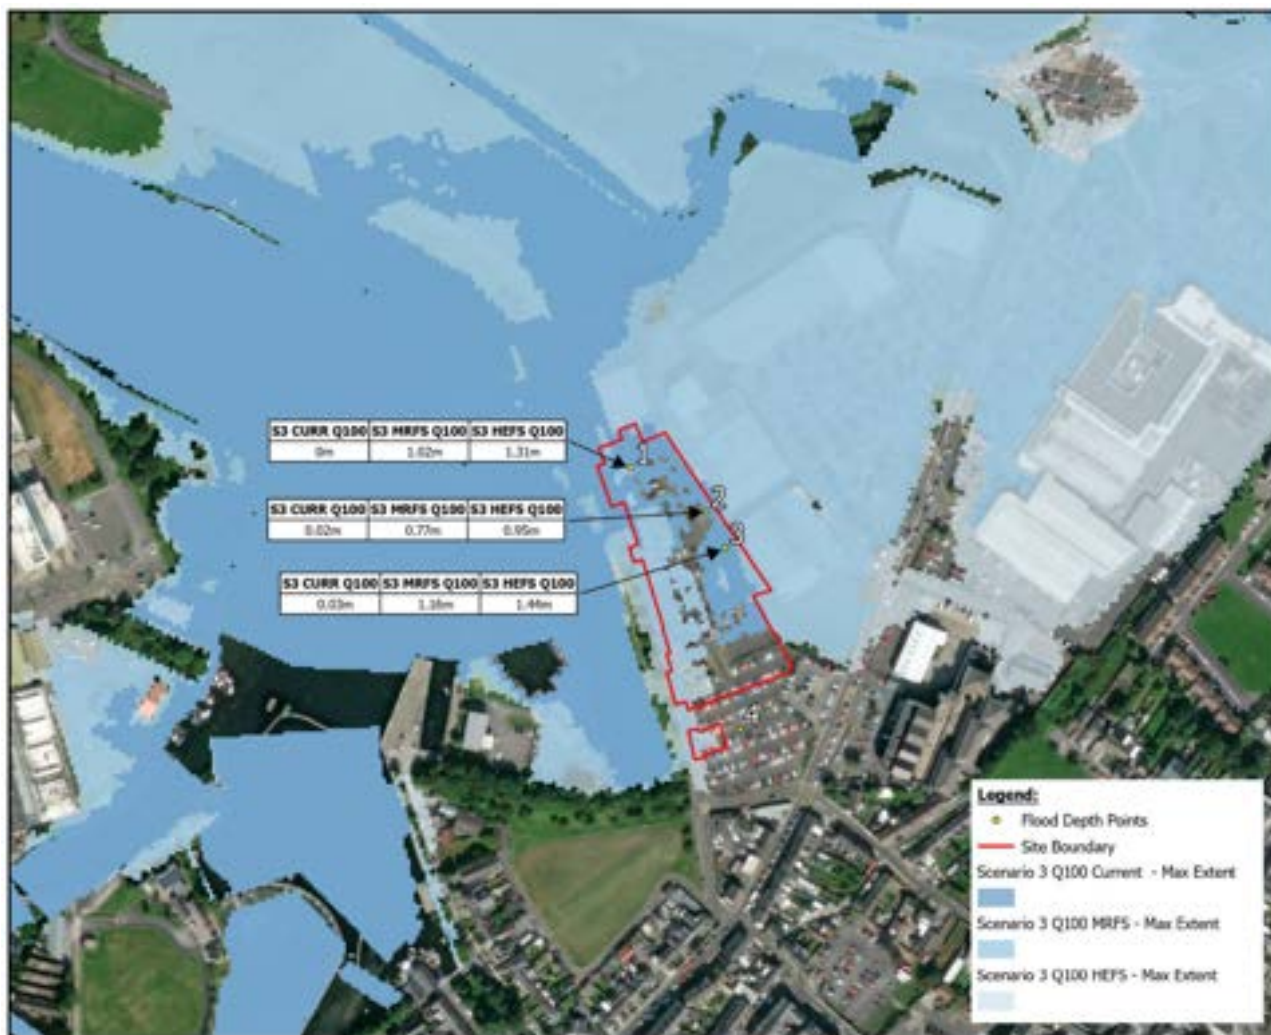 S3 CURR Q100 S3 MRFS Q100 S3 HEFS Q100
0m 1.02m 1.31m
1
S3 CURR Q100 S3 MRFS Q100 S3 HEFS Q100
0.02m 0.77m 0.95m
2
S3 CURR Q100 S3 MRFS Q100 S3 HEFS Q100
0.03m 1.16m 1.44m
3
Legend:
Flood Depth Points
Site Boundary
Scenario 3 Q100 Current - Max Extent
Scenario 3 Q100 MRFS - Max Extent
Scenario 3 Q100 HEFS - Max Extent